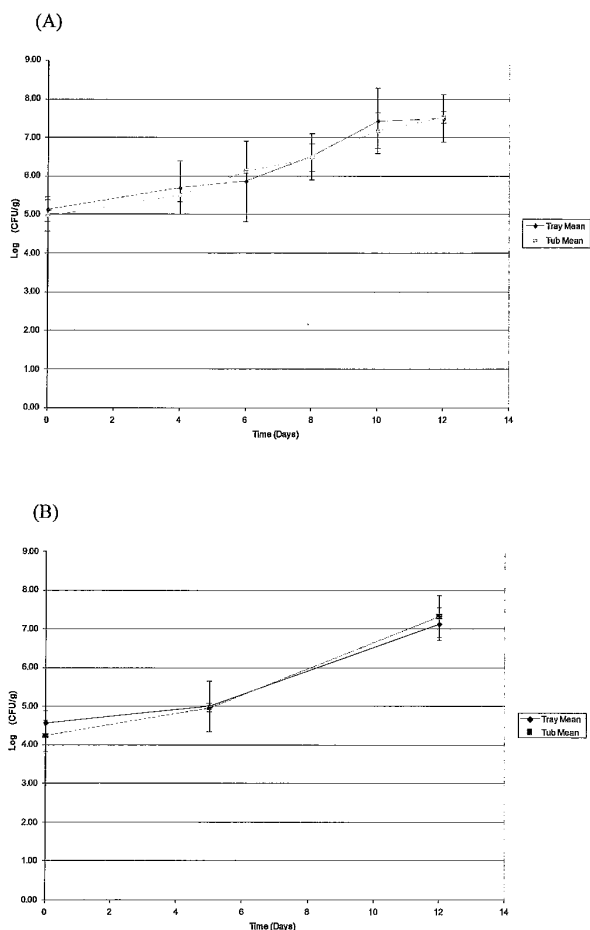 (A)
9.00
8.00
7.00
6.00
5.00
4.00
3.00
2.00
1.00
0.00
Log (CFU/g)
0 2 4 6 8 10 12 14
Time (Days)
Tray Mean
Tub Mean
(B)
9.00
8.00
7.00
6.00
5.00
4.00
3.00
2.00
1.00
0.00
Log (CFU/g)
0 2 4 6 8 10 12 14
Time (Days)
Tray Mean
Tub Mean